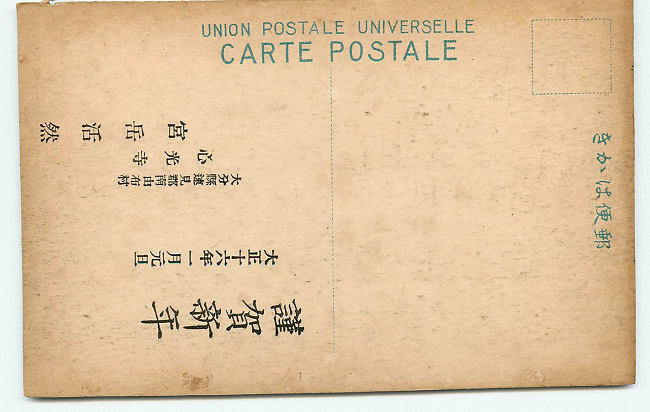 UNION POSTALE UNIVERSELLE
CARTE POSTALE
郵便はかき
謹賀新年
大正十六年一月元旦
大分縣速見郡南由布村
心光寺
宮岳活然